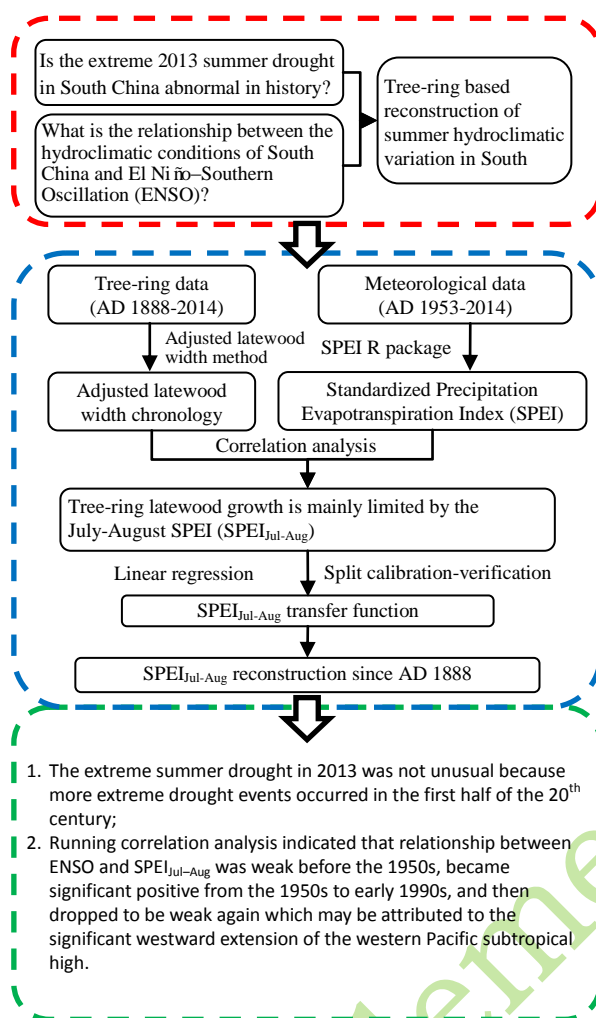 Is the extreme 2013 summer drought
in South China abnormal in history?
What is the relationship between the
hydroclimatic conditions of South
China and El Niño–Southern
Oscillation (ENSO)?
Tree-ring based
reconstruction of
summer hydroclimatic
variation in South
Tree-ring data
(AD 1888-2014)
Meteorological data
(AD 1953-2014)
Adjusted latewood
width method
SPEI R package
Adjusted latewood
width chronology
Standardized Precipitation
Evapotranspiration Index (SPEI)
Correlation analysis
Tree-ring latewood growth is mainly limited by the
July-August SPEI (SPEIJul-Aug)
Linear regression
Split calibration-verification
SPEIJul-Aug transfer function
SPEIJul-Aug reconstruction since AD 1888
1. The extreme summer drought in 2013 was not unusual because
more extreme drought events occurred in the first half of the 20th
century;
2. Running correlation analysis indicated that relationship between
ENSO and SPEIJul–Aug was weak before the 1950s, became
significant positive from the 1950s to early 1990s, and then
dropped to be weak again which may be attributed to the
significant westward extension of the western Pacific subtropical
high.